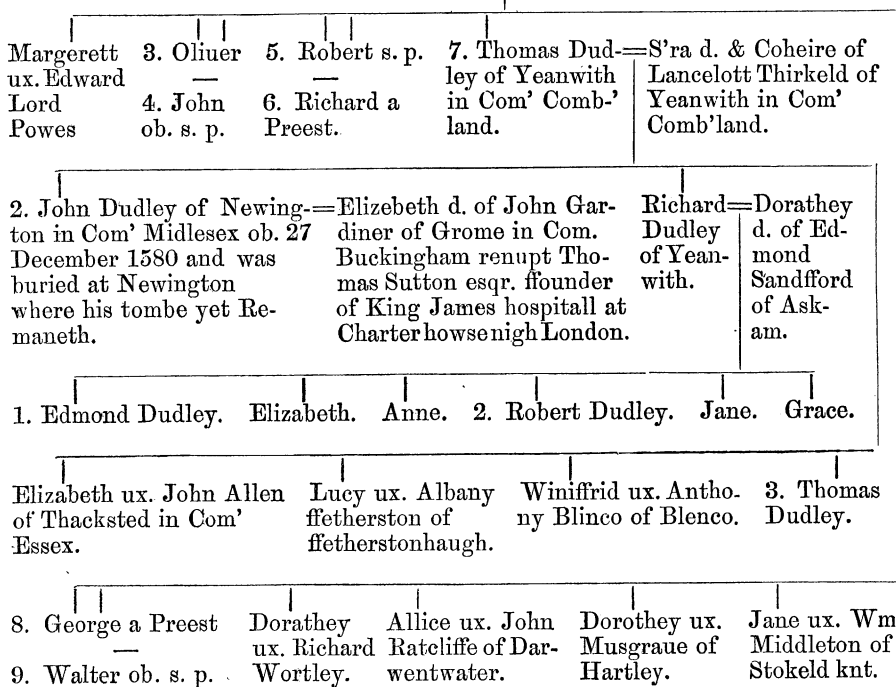 Margerett
ux. Edward
Lord
Powes
3. Oliuer
—
4. John
ob. s. p.
5. Robert s. p.
—
6. Richard a
Preest.
7. Thomas Dud-
ley of Yeanwith
in Com' Comb-'
land.
=S'ra d. & Coheire of
Lancelott Thirkeld of
Yeanwith in Com'
Comb'land.
2. John Dudley of Newing-
ton in Com' Midlesex ob. 27
December 1580 and was
buried at Newington
where his tombe yet Re-
maneth.
=Elizebeth d. of John Gar-
diner of Grome in Com.
Buckingham renupt Tho-
mas Sutton esqr. ffounder
of King James hospitall at
Charterhowse nigh London.
Richard
Dudley
of Yean-
with.
=Dorathey
d. of Ed-
mond
Sandfford
of Ask-
am.
1. Edmond Dudley. Elizabeth. Anne. 2. Robert Dudley. Jane. Grace.
Elizabeth ux. John Allen
of Thacksted in Com'
Essex.
Lucy ux. Albany
ffetherston of
ffetherstonhaugh.
Winiffrid ux. Antho-
ny Blinco of Blenco.
3. Thomas
Dudley.
8. George a Preest
—
9. Walter ob. s. p.
Dorathey
ux. Richard
Wortley.
Allice ux. John
Ratcliffe of Dar-
wentwater.
Dorothey ux.
Musgraue of
Hartley.
Jane ux. Wm
Middleton of
Stokeld knt.